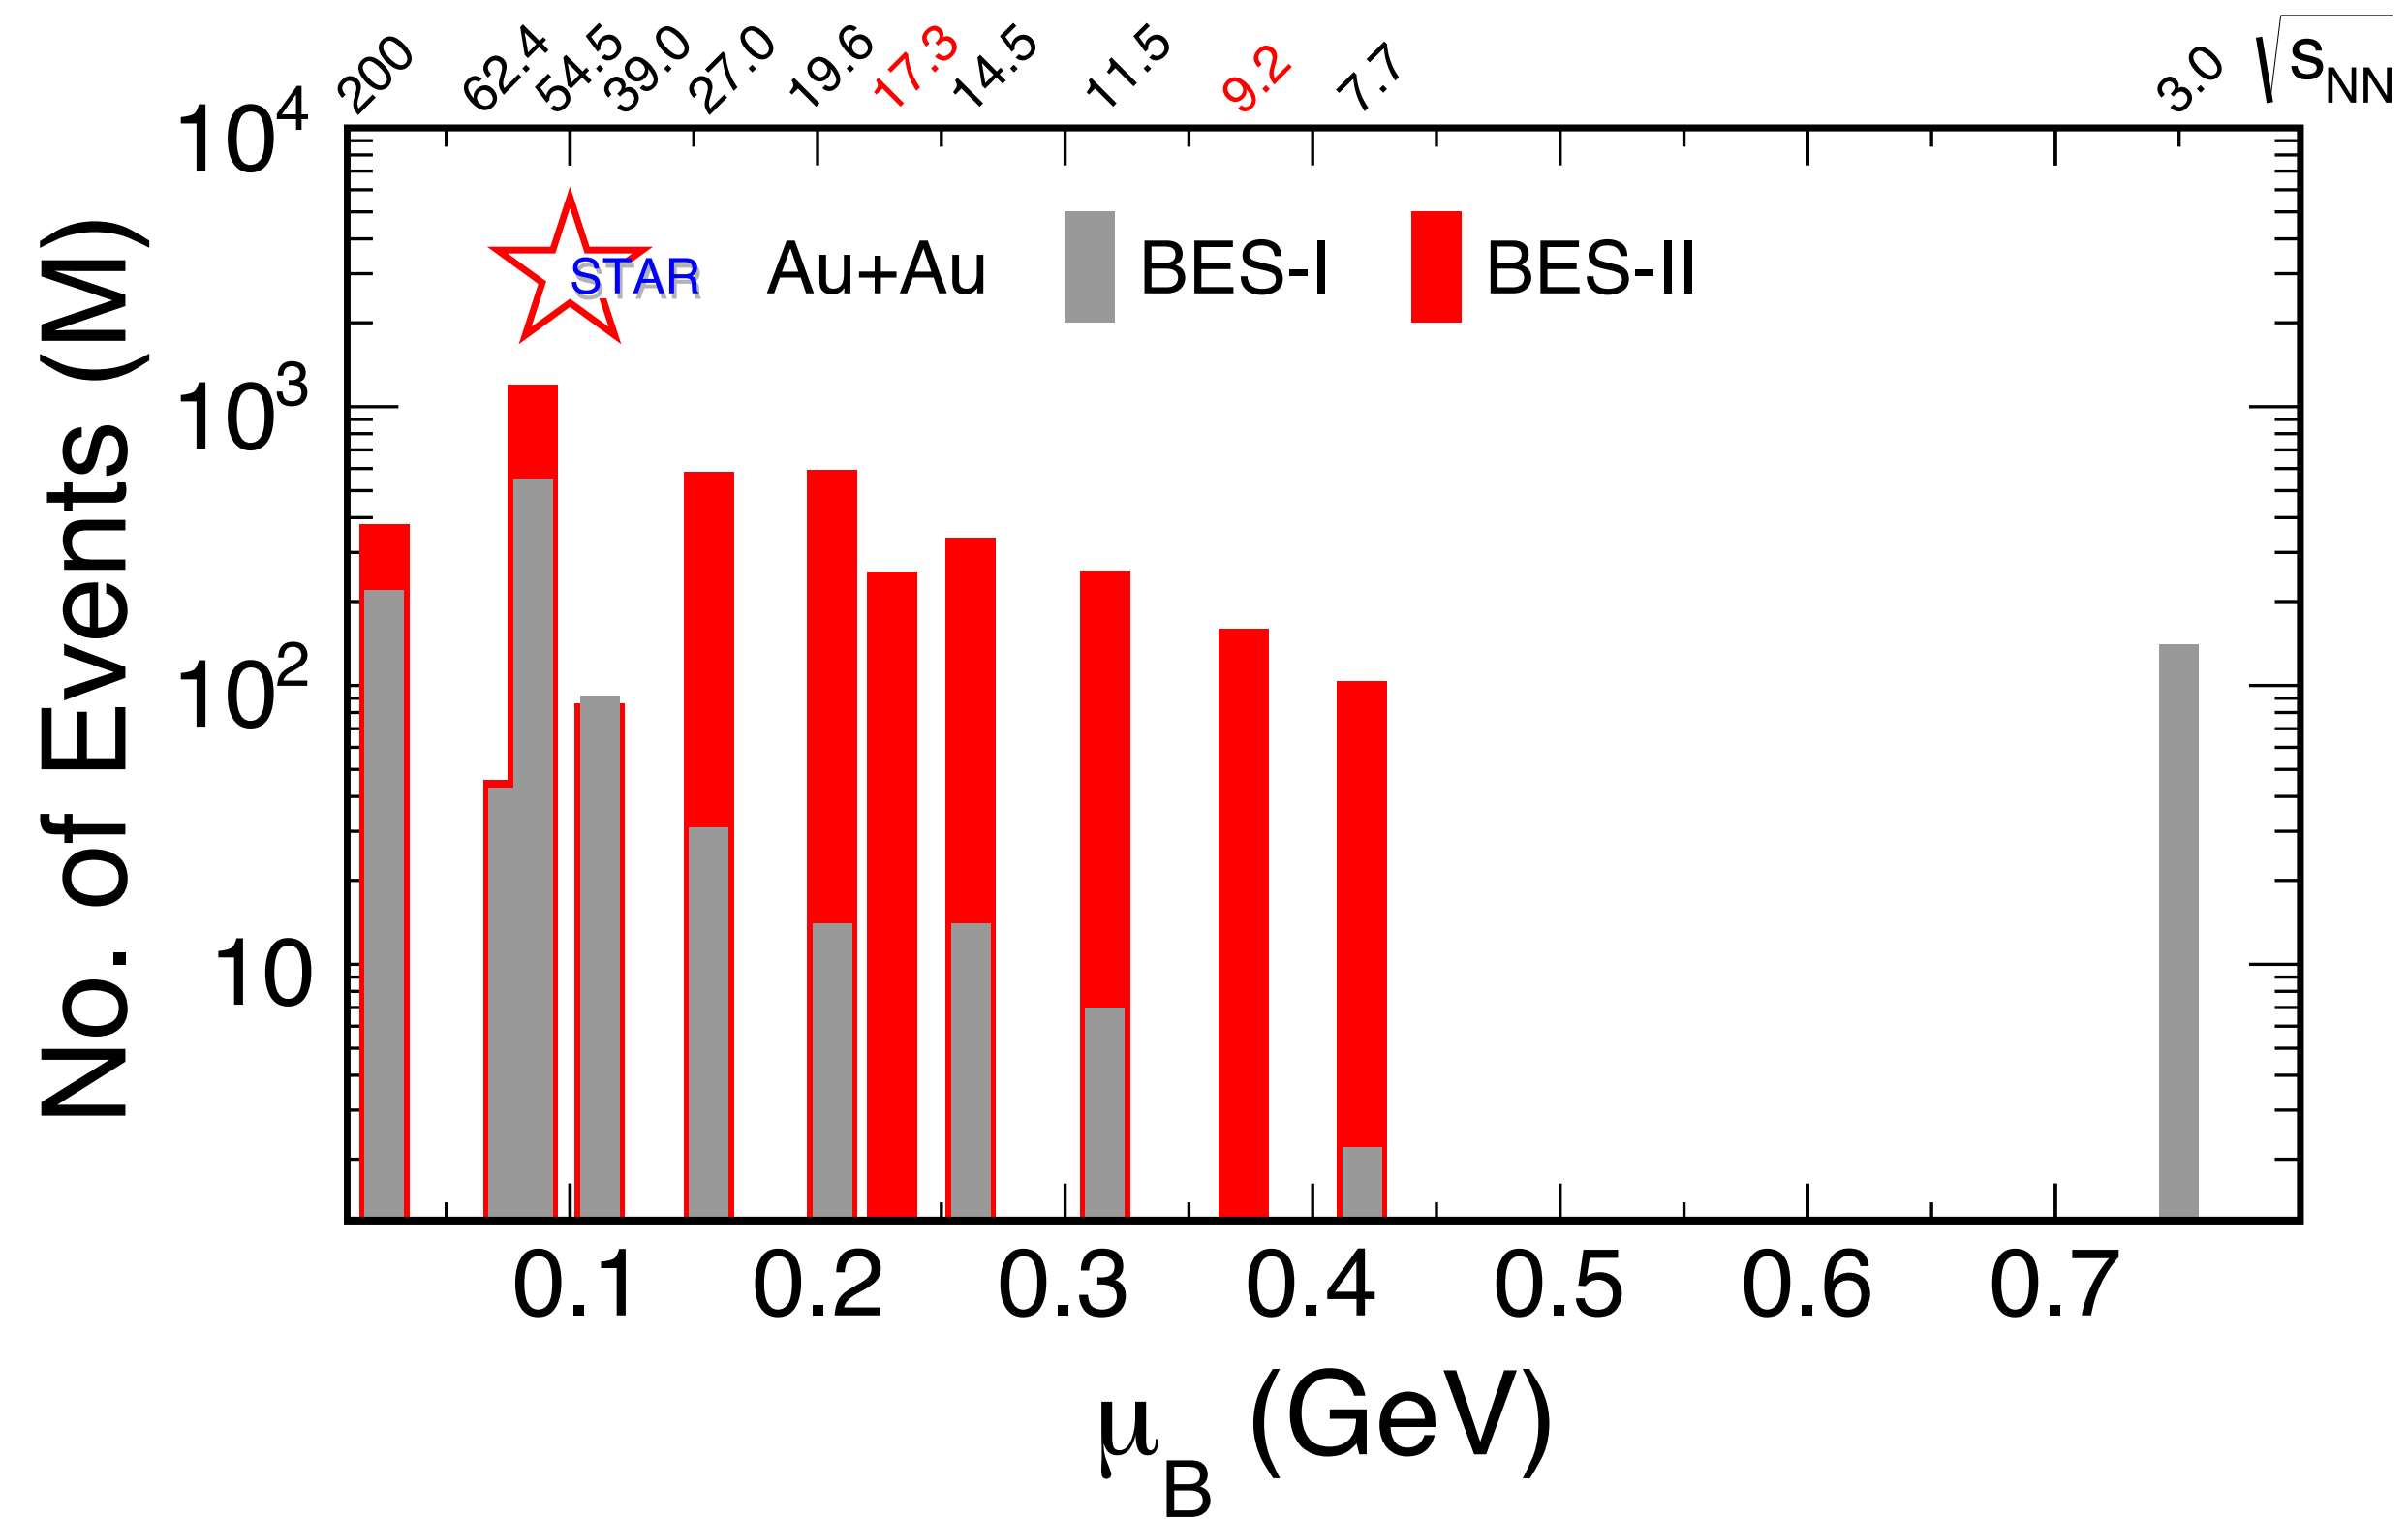 200 62.4 54.5 39.0 27.0 19.6 17.3 14.5 11.5 9.2 7.7 3.0 √sNN
10⁴
STAR Au+Au BES-I BES-II
10³
10²
10
No. of Events (M)
0.1 0.2 0.3 0.4 0.5 0.6 0.7
μB (GeV)